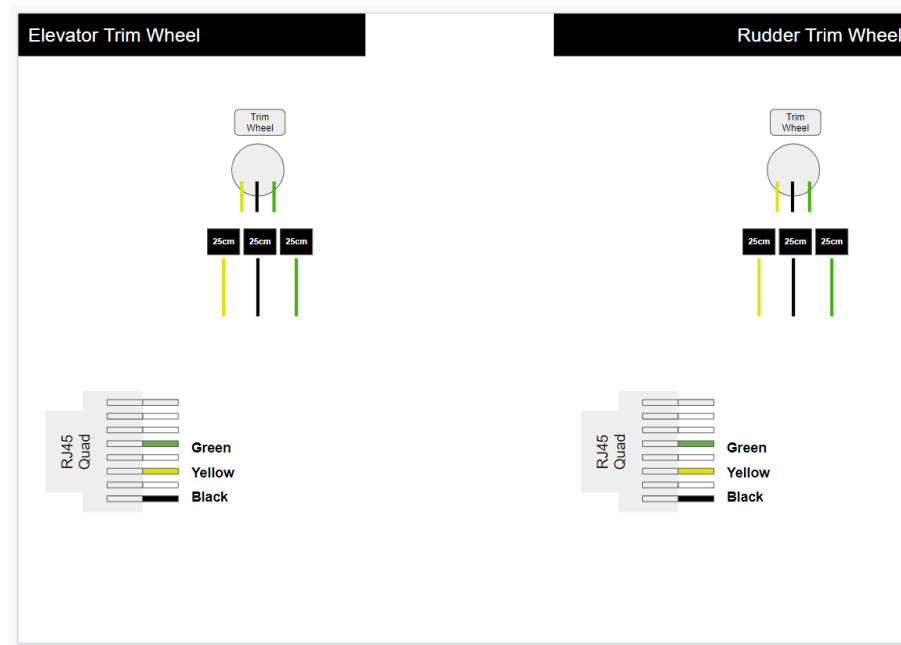 Elevator Trim Wheel
Rudder Trim Wheel
Trim
Wheel
Trim
Wheel
25cm 25cm 25cm
25cm 25cm 25cm
RJ45
Quad
Green
Yellow
Black
RJ45
Quad
Green
Yellow
Black